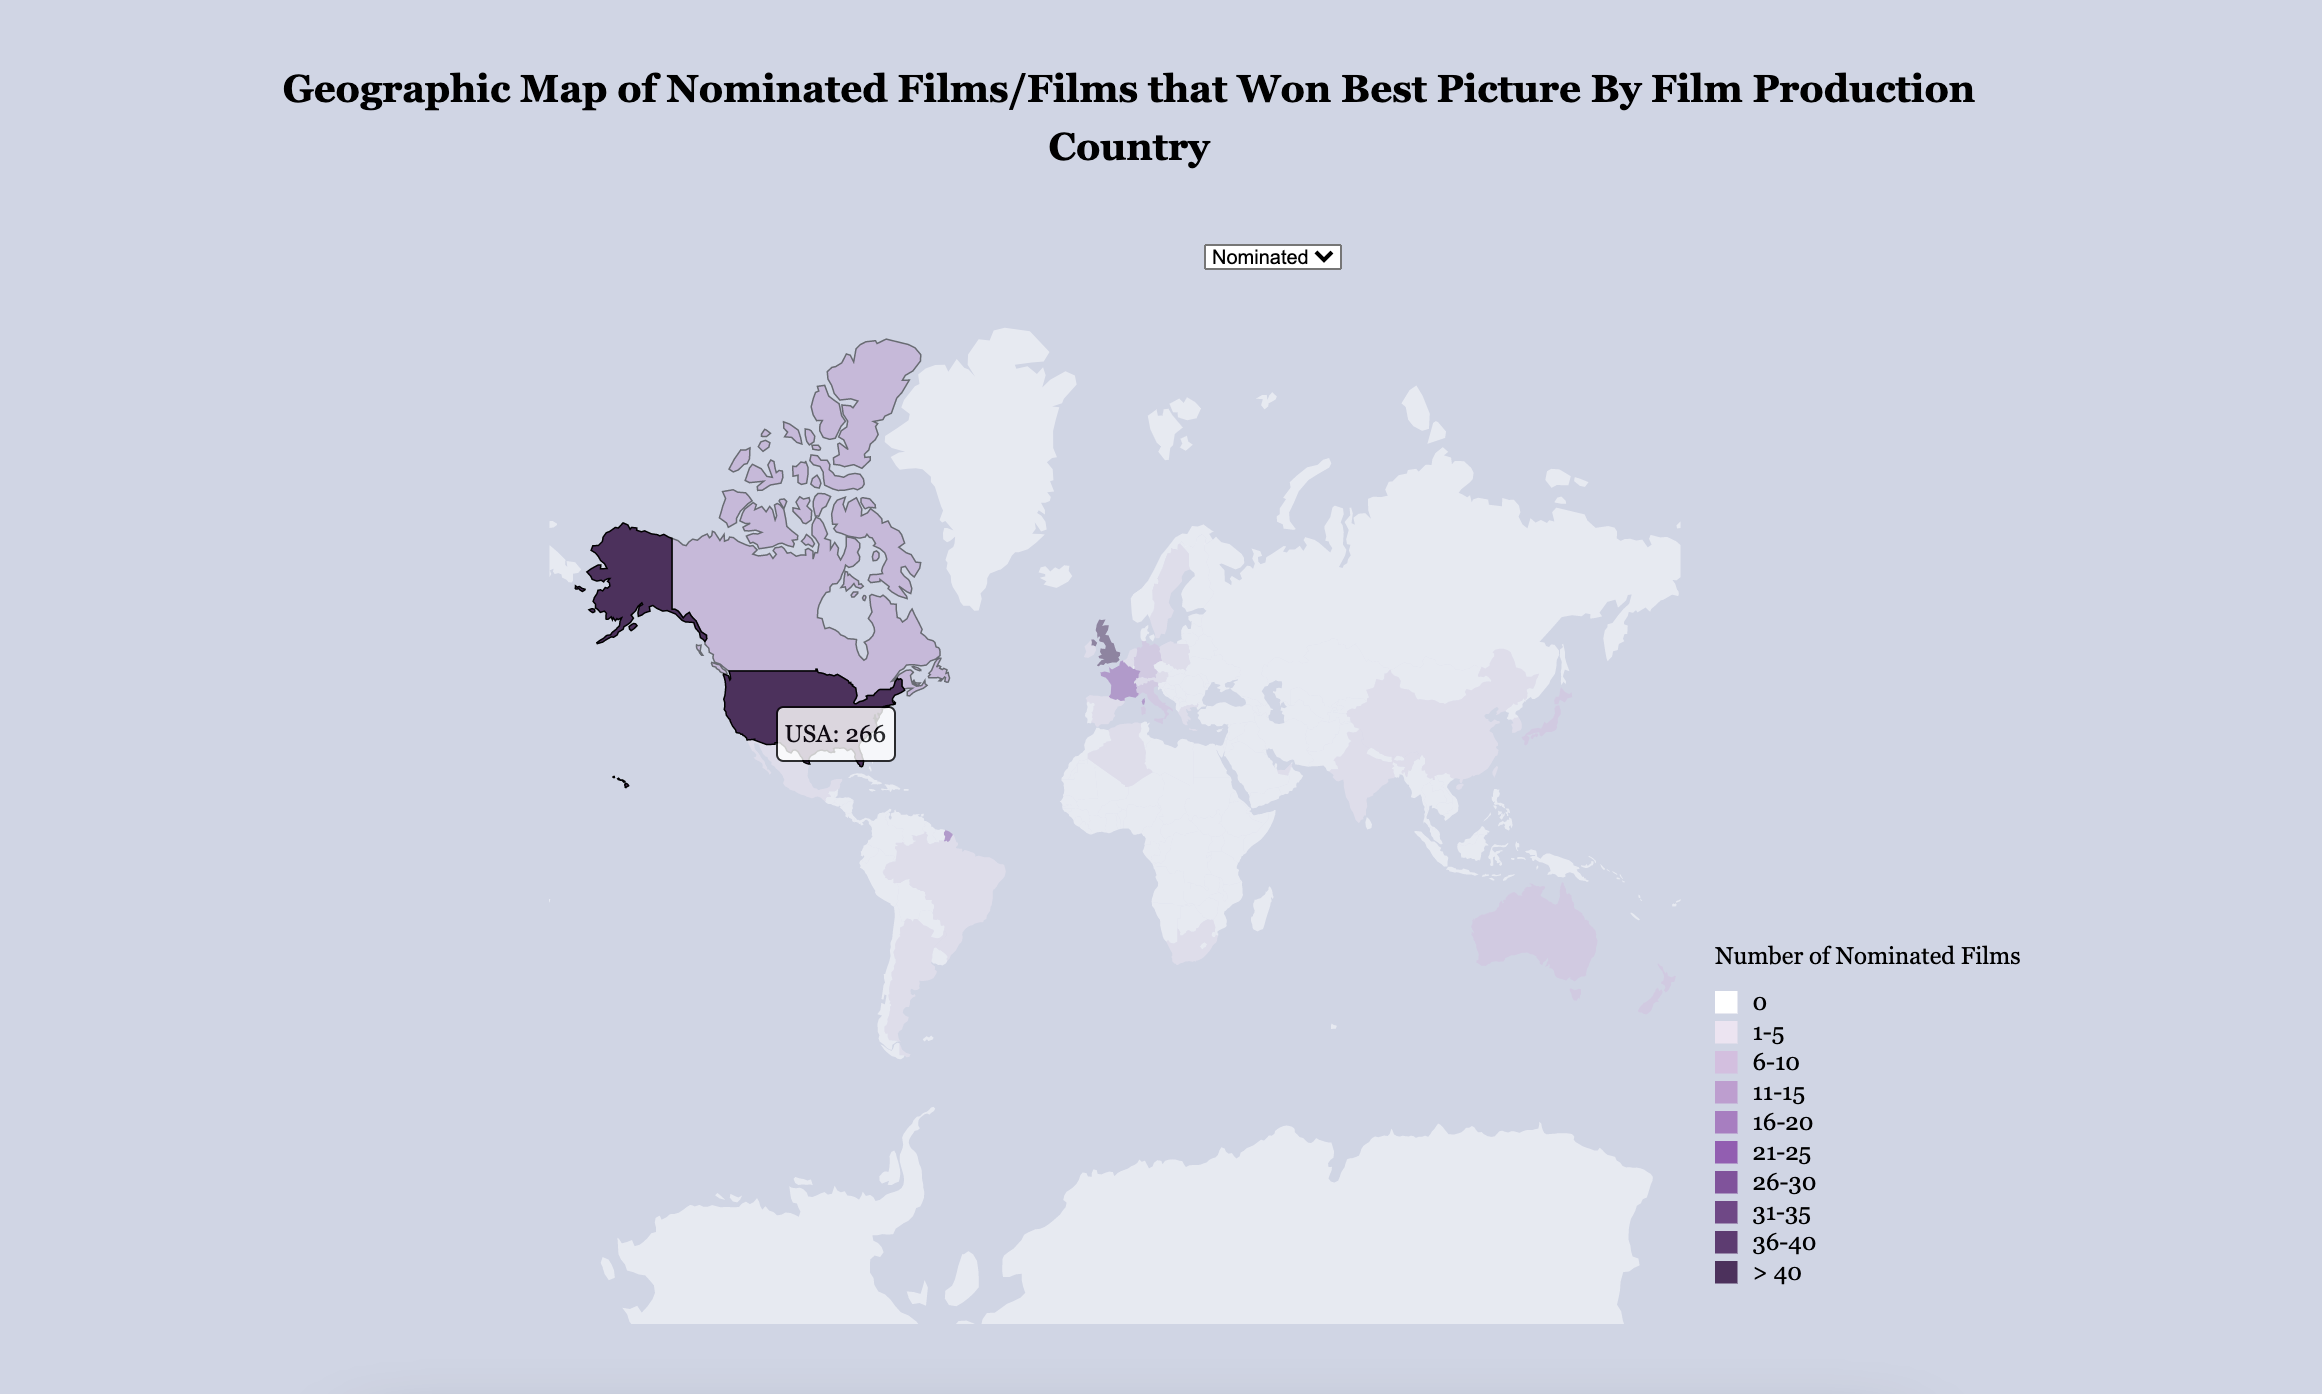 Geographic Map of Nominated Films/Films that Won Best Picture By Film Production
Country
Nominated
USA: 266
Number of Nominated Films
0
1-5
6-10
11-15
16-20
21-25
26-30
31-35
36-40
> 40